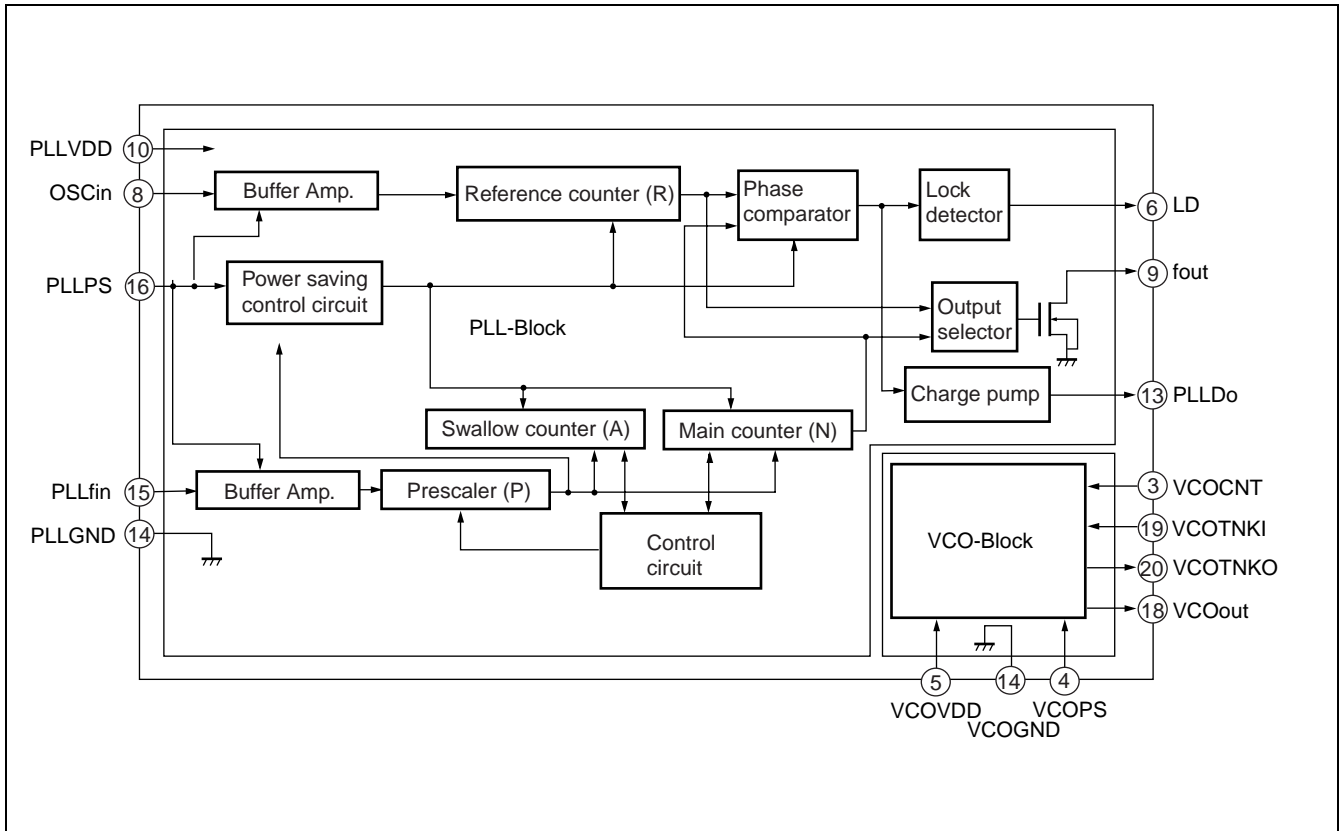 PLLVDD 10
OSCin 8
Buffer Amp.
Reference counter (R)
Phase
comparator
Lock
detector
6 LD
PLLPS 16
Power saving
control circuit
PLL-Block
9 fout
Output
selector
Charge pump
13 PLLDo
Swallow counter (A)
Main counter (N)
PLLfin 15
Buffer Amp.
Prescaler (P)
PLLGND 14
Control
circuit
VCO-Block
3 VCOCNT
19 VCOTNKI
20 VCOTNKO
18 VCOout
5
14
4
VCOVDD
VCOGND
VCOPS